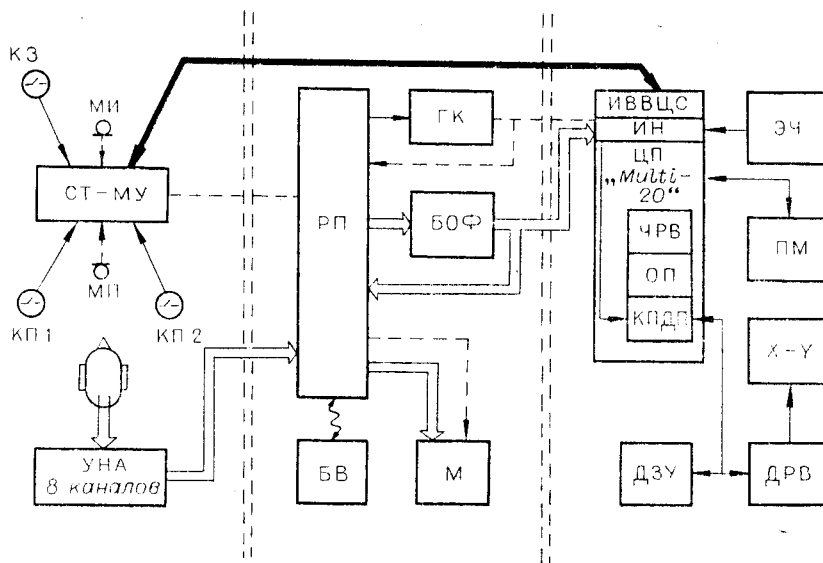 КЗ
МИ
СТ-МУ
МП
КП1
КП2
УНА
8 каналов
РП
ГК
БОФ
БВ
М
ИВВЦС
ИН
ЦП
„Multi-
20“
ЧРВ
ОП
КПДП
ЭЧ
ПМ
X-Y
ДЗУ
ДРВ